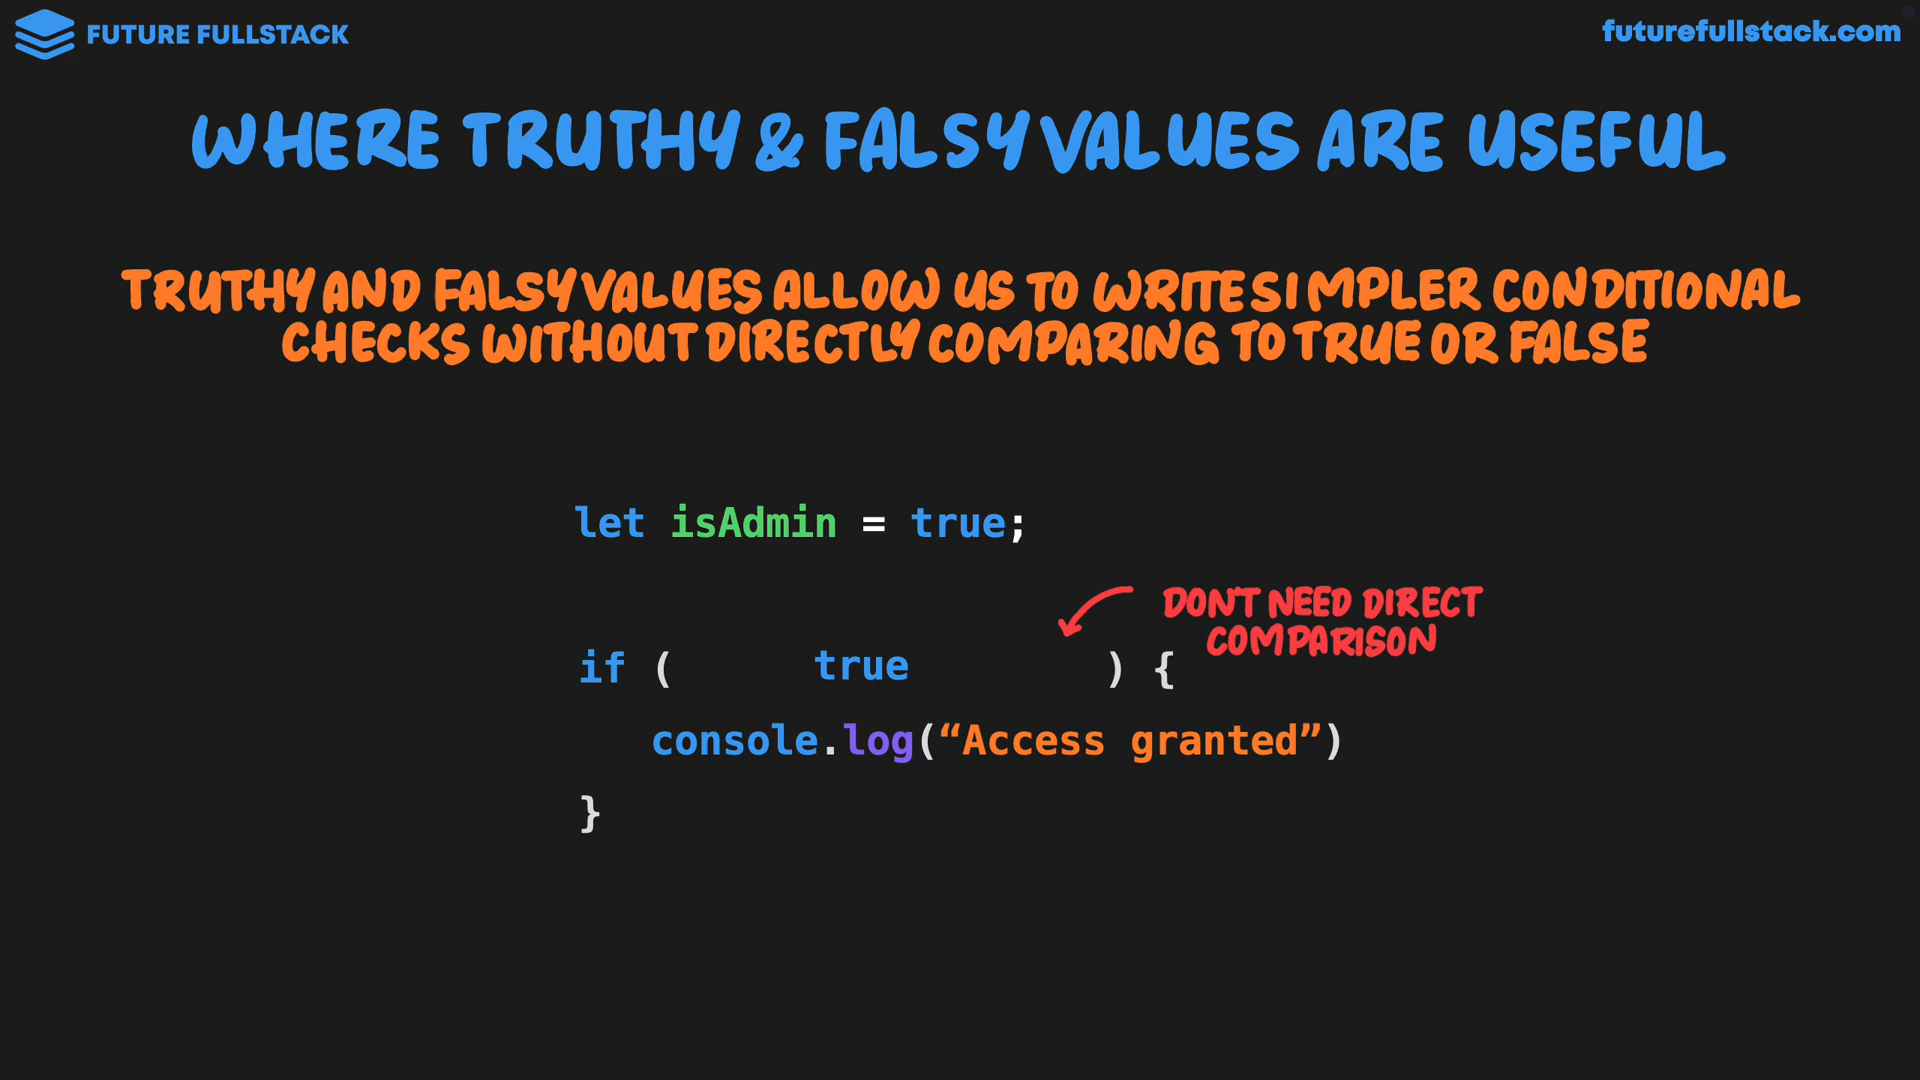 FUTURE FULLSTACK
futurefullstack.com
WHERE TRUTHY & FALSY VALUES ARE USEFUL
TRUTHY AND FALSY VALUES ALLOW US TO WRITE SIMPLER CONDITIONAL
CHECKS WITHOUT DIRECTLY COMPARING TO TRUE OR FALSE
let isAdmin = true;
DON'T NEED DIRECT
COMPARISON
if ( true ) {
console.log(“Access granted”)
}